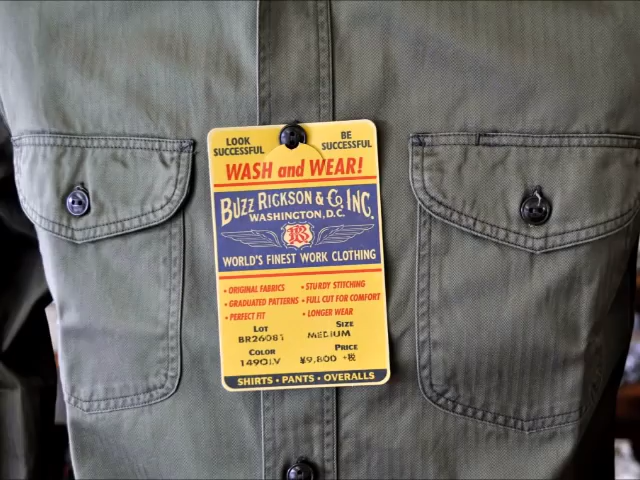 LOOK SUCCESSFUL
BE SUCCESSFUL
WASH and WEAR!
BUZZ RICKSON & Co. INC.
WASHINGTON, D.C.
WORLD'S FINEST WORK CLOTHING
• ORIGINAL FABRICS
• STURDY STITCHING
• GRADUATED PATTERNS
• FULL CUT FOR COMFORT
• PERFECT FIT
• LONGER WEAR
LOT
SIZE
BR26081
MEDIUM
COLOR
PRICE
149OLV
¥9,800 +税
SHIRTS • PANTS • OVERALLS